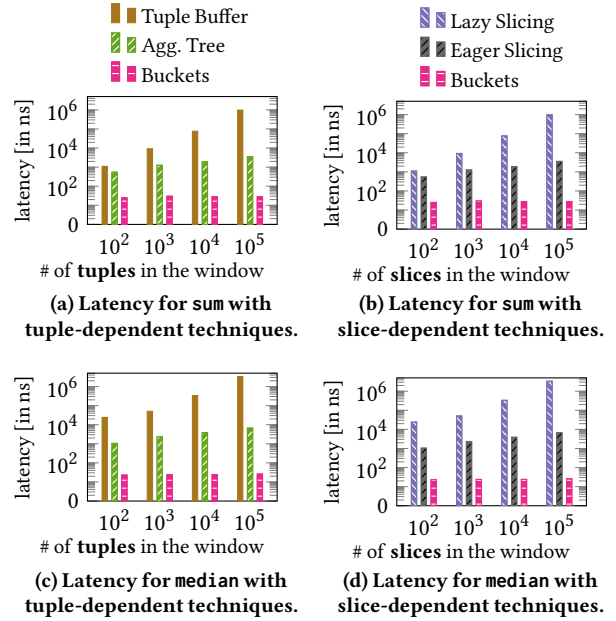 Tuple Buffer
Agg. Tree
Buckets
latency [in ns]
10^6
10^4
10^2
0
10^2 10^3 10^4 10^5
# of tuples in the window
(a) Latency for sum with
tuple-dependent techniques.
Lazy Slicing
Eager Slicing
Buckets
latency [in ns]
10^6
10^4
10^2
0
10^2 10^3 10^4 10^5
# of slices in the window
(b) Latency for sum with
slice-dependent techniques.
latency [in ns]
10^6
10^4
10^2
0
10^2 10^3 10^4 10^5
# of tuples in the window
(c) Latency for median with
tuple-dependent techniques.
latency [in ns]
10^6
10^4
10^2
0
10^2 10^3 10^4 10^5
# of slices in the window
(d) Latency for median with
slice-dependent techniques.